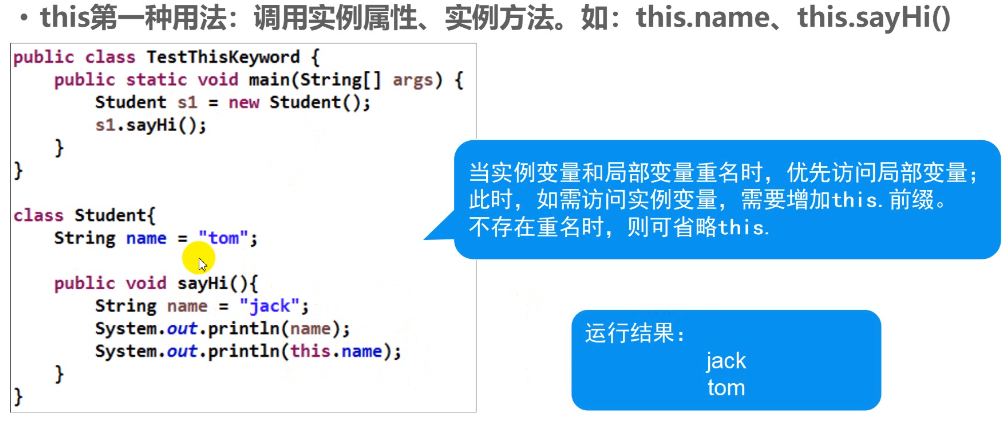 • this第一种用法：调用实例属性、实例方法。如：this.name、this.sayHi()
public class TestThisKeyword {
    public static void main(String[] args) {
        Student s1 = new Student();
        s1.sayHi();
    }
}
class Student{
    String name = "tom";
    public void sayHi(){
        String name = "jack";
        System.out.println(name);
        System.out.println(this.name);
    }
}
当实例变量和局部变量重名时，优先访问局部变量；
此时，如需访问实例变量，需要增加this.前缀。
不存在重名时，则可省略this.
运行结果：
jack
tom